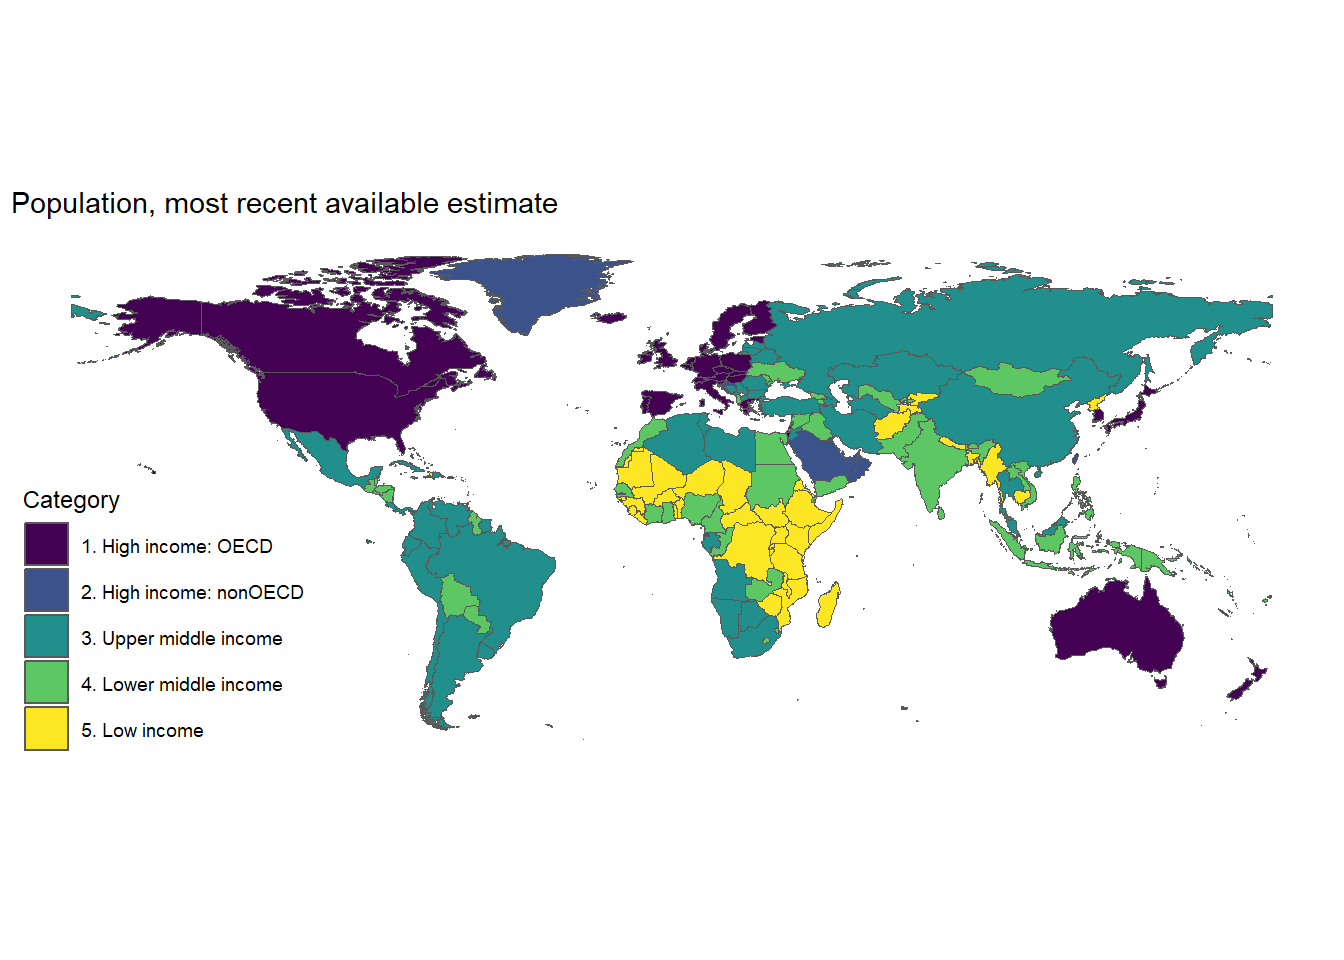 Population, most recent available estimate
Category
1. High income: OECD
2. High income: nonOECD
3. Upper middle income
4. Lower middle income
5. Low income